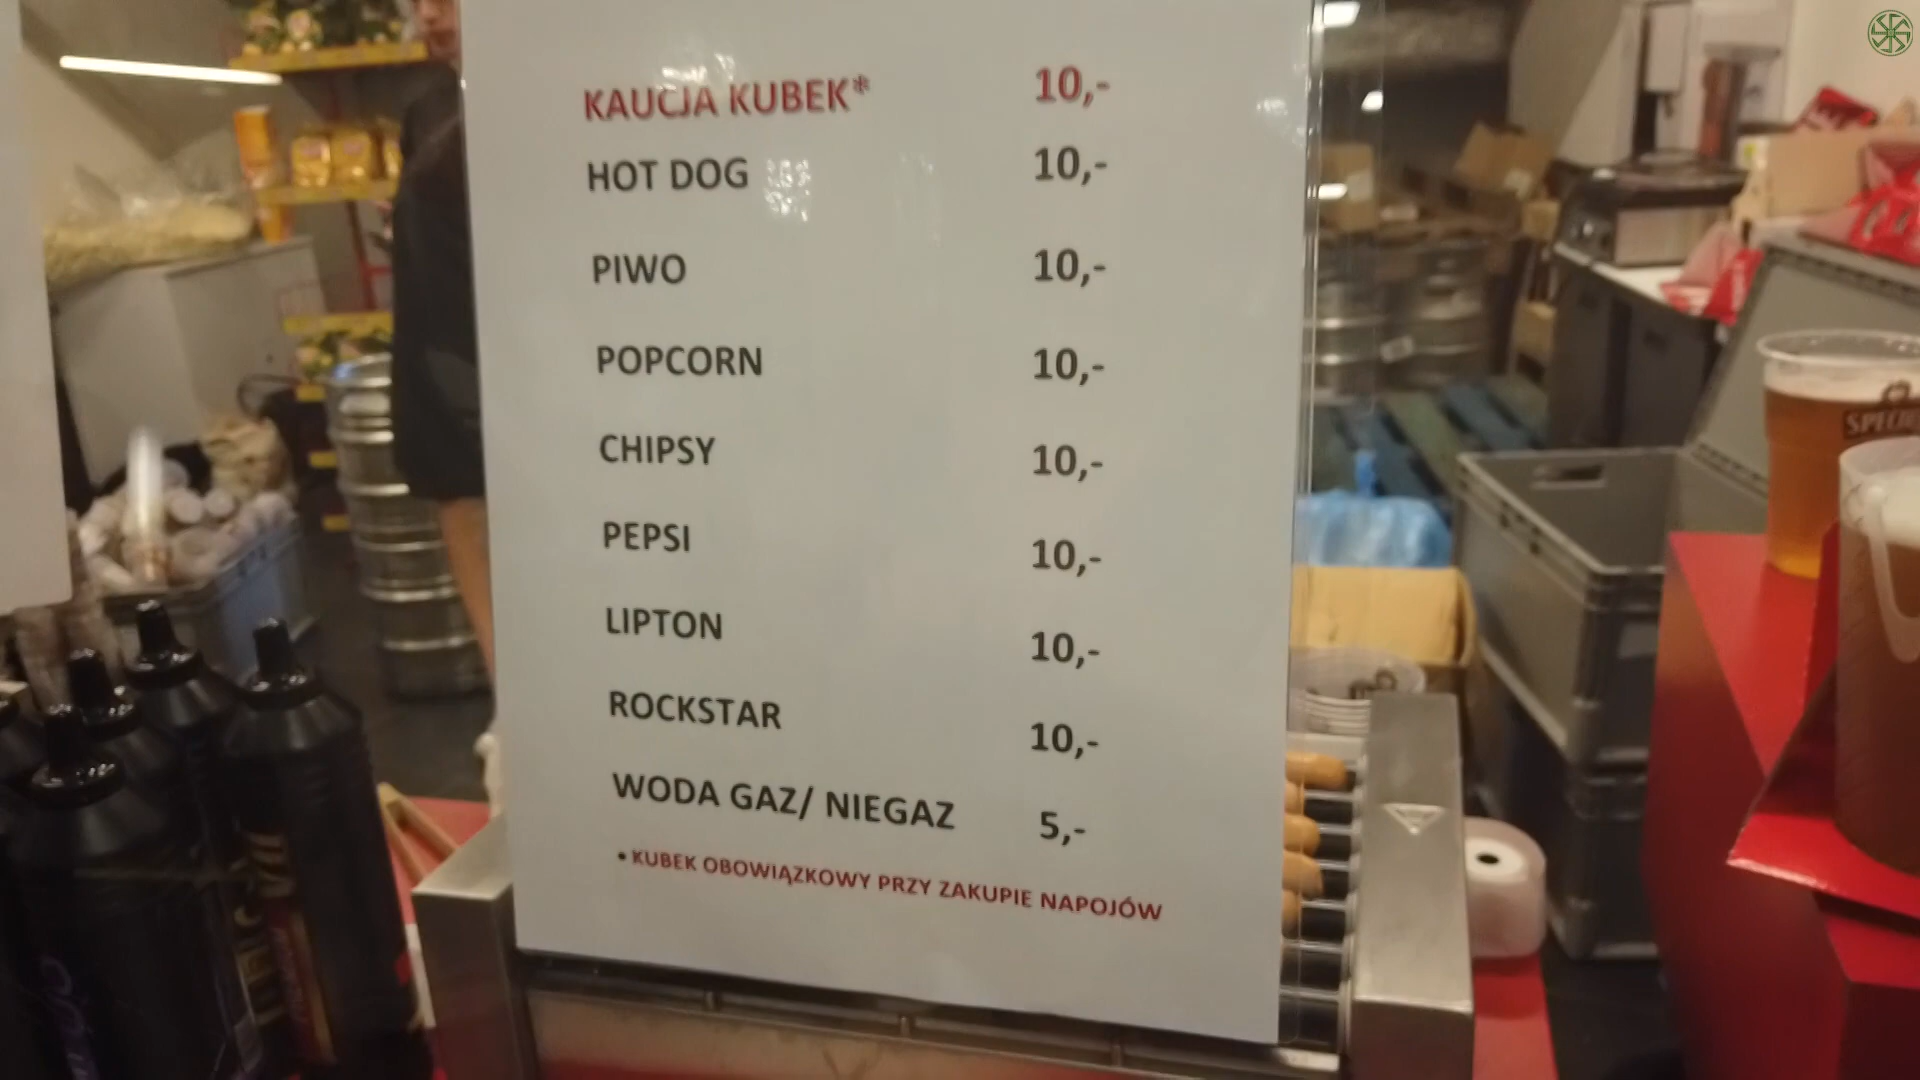 KAUCJA KUBEK* 10,-
HOT DOG 10,-
PIWO 10,-
POPCORN 10,-
CHIPSY 10,-
PEPSI 10,-
LIPTON 10,-
ROCKSTAR 10,-
WODA GAZ/ NIEGAZ 5,-
• KUBEK OBOWIĄZKOWY PRZY ZAKUPIE NAPOJÓW